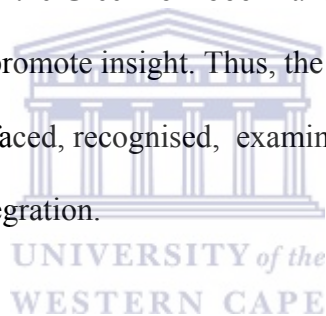 promote insight. Thus, the
faced, recognised, examin
egration.
UNIVERSITY of the
WESTERN CAPE